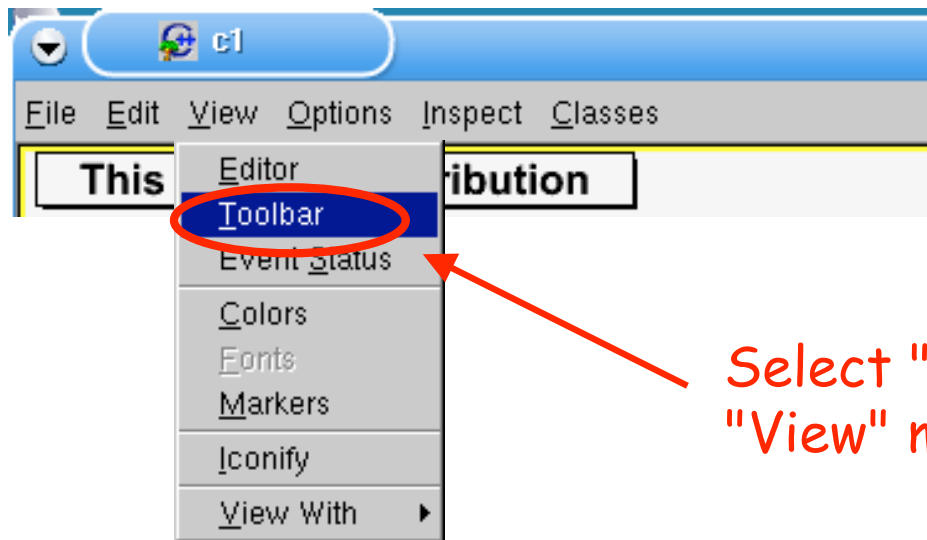 c1
File Edit View Options Inspect Classes
This ribution
Editor
Toolbar
Event Status
Colors
Fonts
Markers
Iconify
View With
Select "
"View"